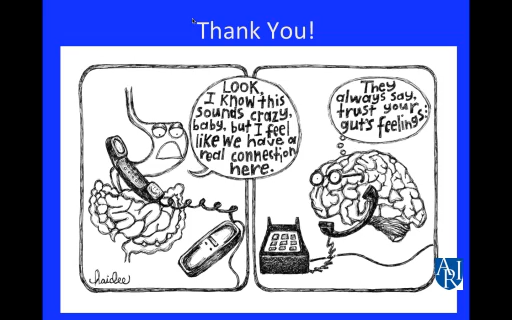 Thank You!
LOOK,
I know this
sounds crazy,
baby, but I feel
like we have a
real connection
here.
They
always say,
trust your
gut's feelings:
haidee